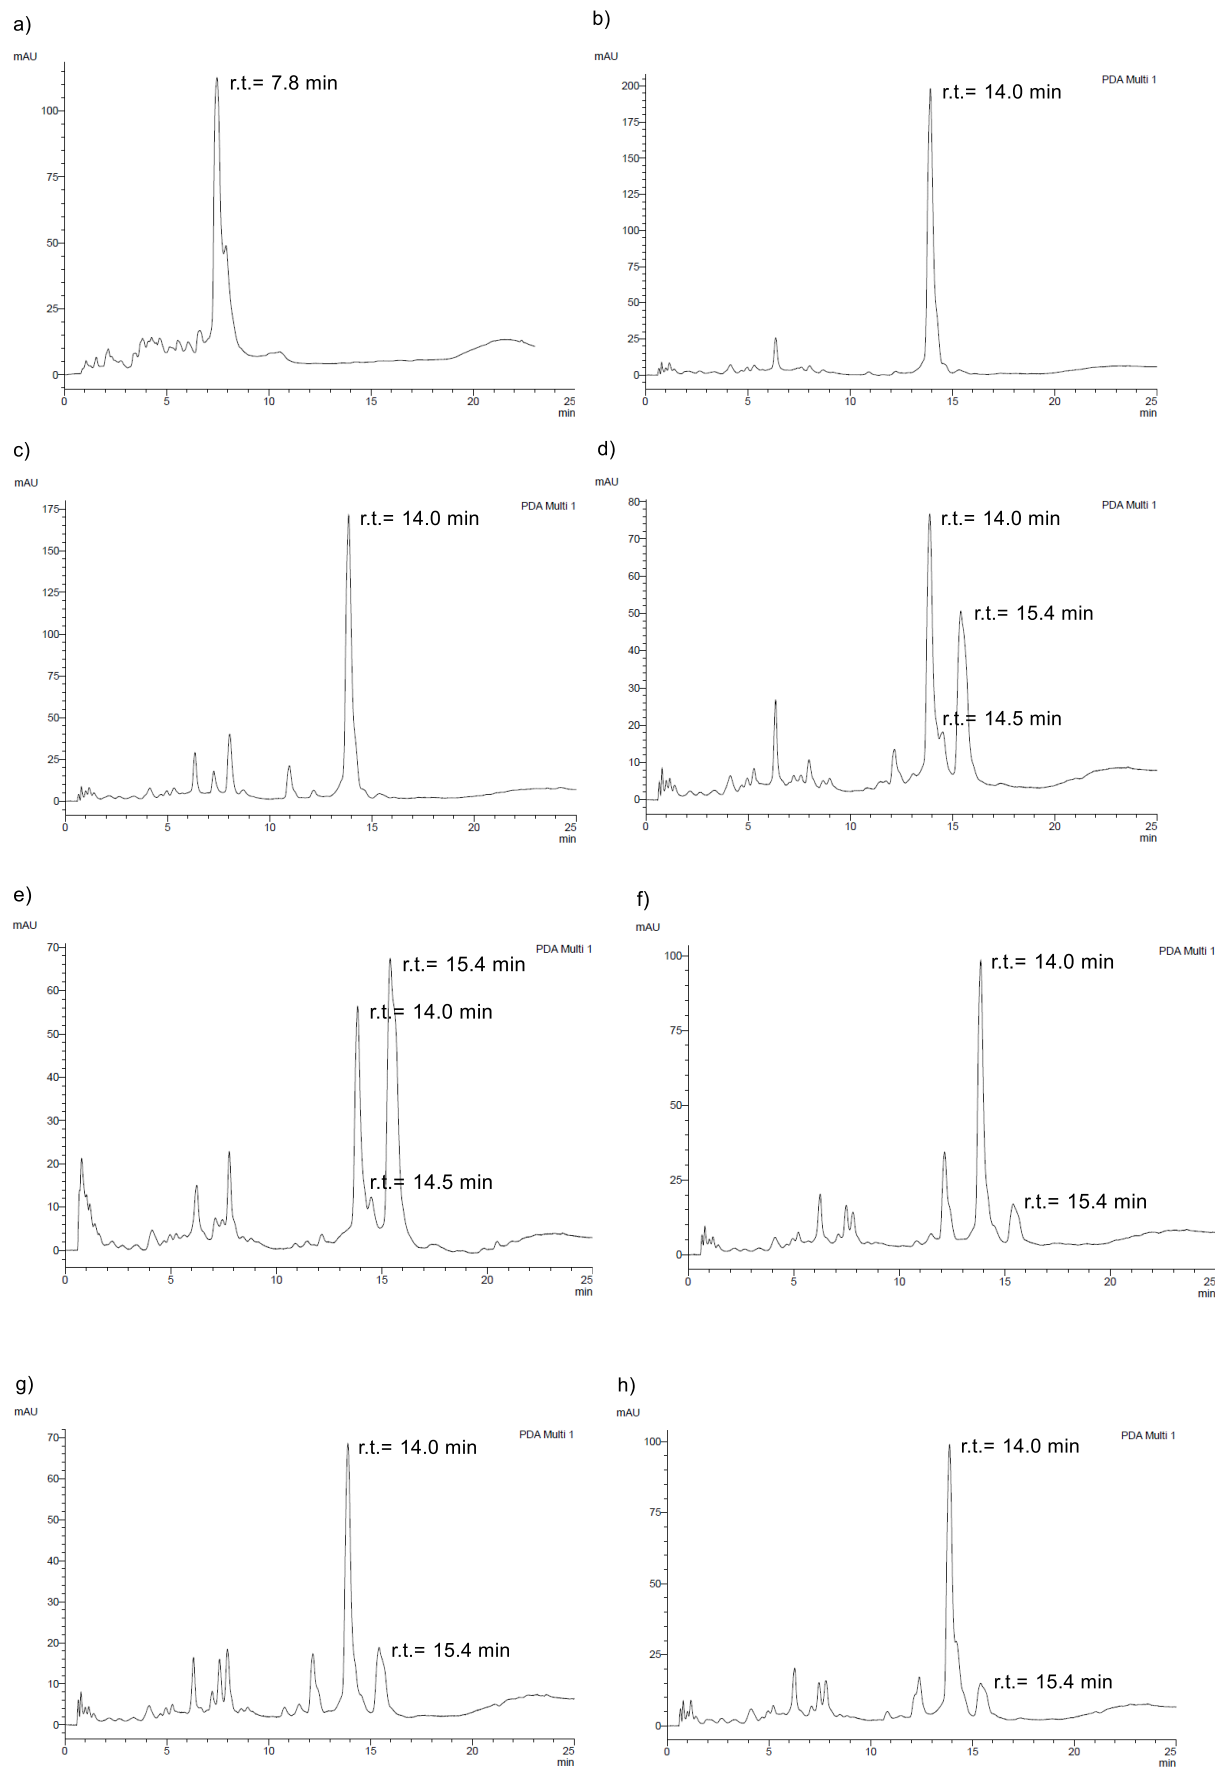 a)
mAU
r.t.= 7.8 min
100
75
50
25
0
0 5 10 15 20 25
min
b)
mAU
PDA Multi 1
r.t.= 14.0 min
200
175
150
125
100
75
50
25
0
0 5 10 15 20 25
min
c)
mAU
PDA Multi 1
r.t.= 14.0 min
175
150
125
100
75
50
25
0
0 5 10 15 20 25
min
d)
mAU
PDA Multi 1
r.t.= 14.0 min
r.t.= 15.4 min
r.t.= 14.5 min
80
70
60
50
40
30
20
10
0
0 5 10 15 20 25
min
e)
mAU
PDA Multi 1
r.t.= 15.4 min
r.t.= 14.0 min
r.t.= 14.5 min
70
60
50
40
30
20
10
0
0 5 10 15 20 25
min
f)
mAU
PDA Multi 1
r.t.= 14.0 min
r.t.= 15.4 min
100
75
50
25
0
0 5 10 15 20 25
min
g)
mAU
PDA Multi 1
r.t.= 14.0 min
r.t.= 15.4 min
70
60
50
40
30
20
10
0
0 5 10 15 20 25
min
h)
mAU
PDA Multi 1
r.t.= 14.0 min
r.t.= 15.4 min
100
75
50
25
0
0 5 10 15 20 25
min